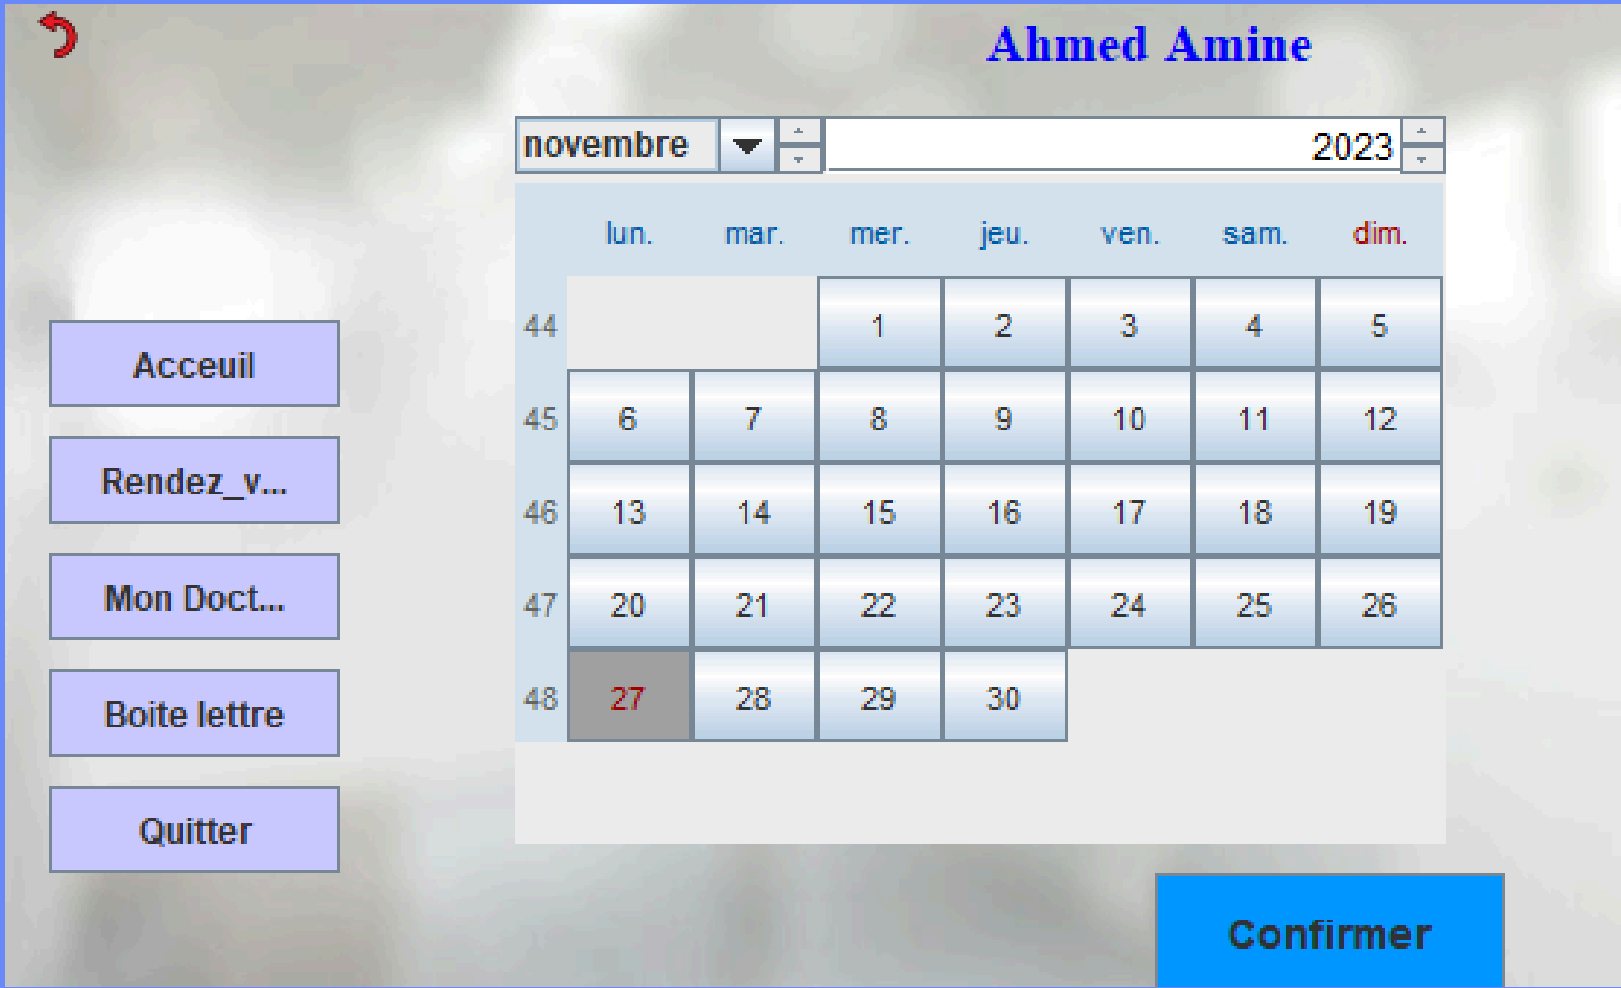 Ahmed Amine
novembre 2023
lun. mar. mer. jeu. ven. sam. dim.
44 1 2 3 4 5
45 6 7 8 9 10 11 12
46 13 14 15 16 17 18 19
47 20 21 22 23 24 25 26
48 27 28 29 30
Acceuil
Rendez_v...
Mon Doct...
Boite lettre
Quitter
Confirmer